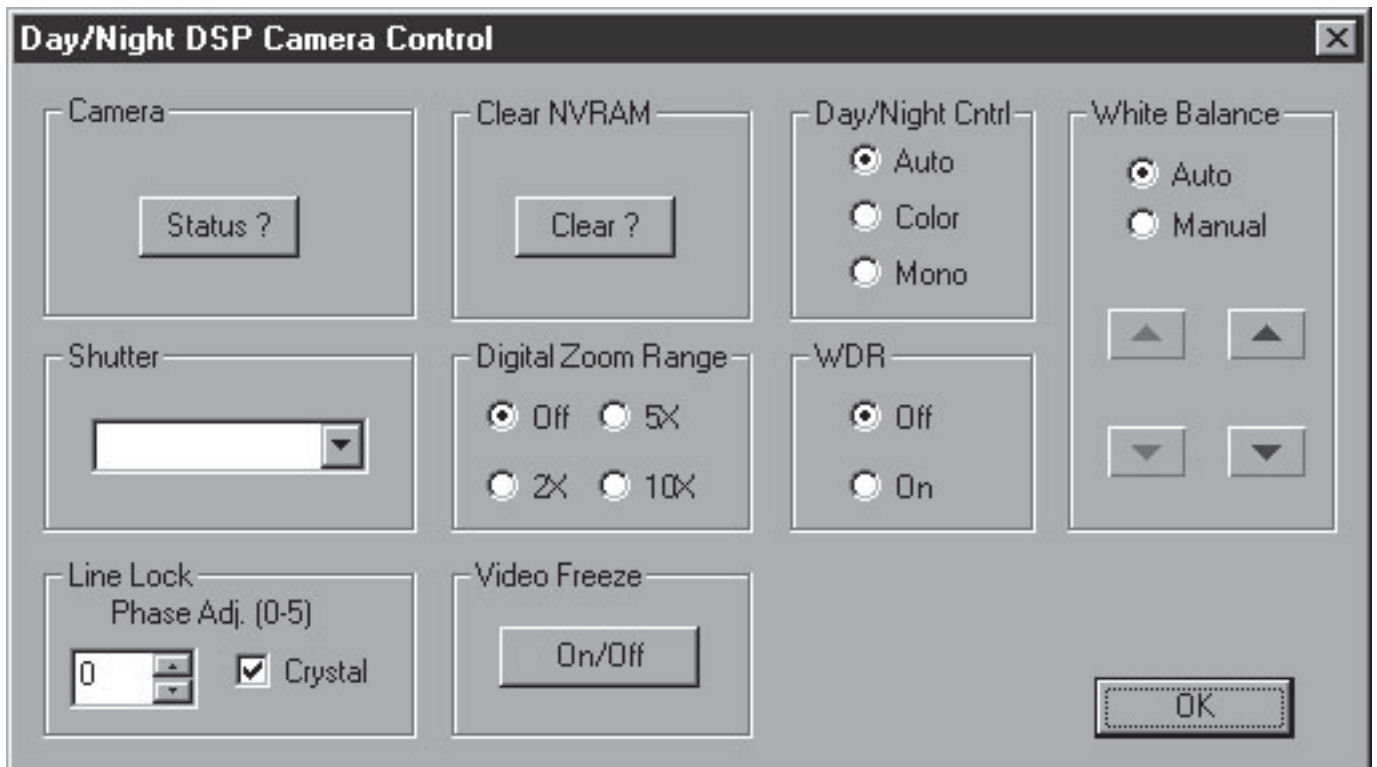 Day/Night DSP Camera Control
Camera
Status ?
Clear NVRAM
Clear ?
Day/Night Cntrl
Auto
Color
Mono
White Balance
Auto
Manual
Shutter
Digital Zoom Range
Off
5X
2X
10X
WDR
Off
On
Line Lock
Phase Adj. (0-5)
0
Crystal
Video Freeze
On/Off
OK